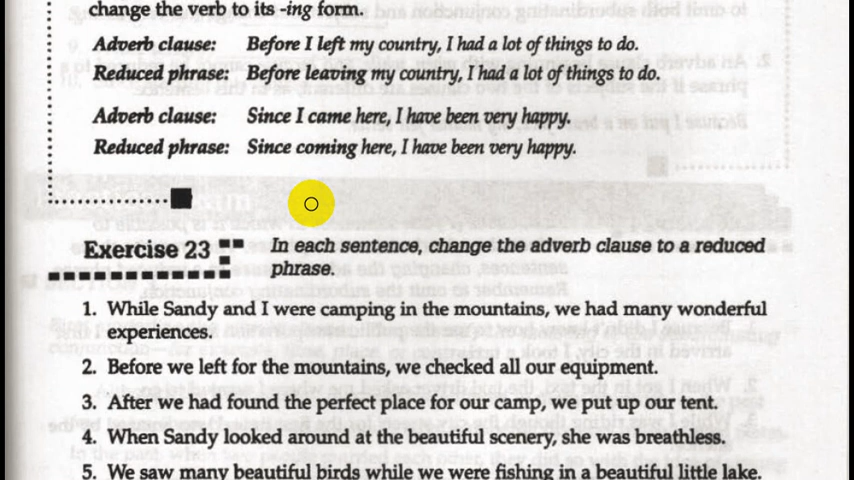 change the verb to its -ing form.
Adverb clause: Before I left my country, I had a lot of things to do.
Reduced phrase: Before leaving my country, I had a lot of things to do.
Adverb clause: Since I came here, I have been very happy.
Reduced phrase: Since coming here, I have been very happy.
Exercise 23 In each sentence, change the adverb clause to a reduced
phrase.
1. While Sandy and I were camping in the mountains, we had many wonderful
experiences.
2. Before we left for the mountains, we checked all our equipment.
3. After we had found the perfect place for our camp, we put up our tent.
4. When Sandy looked around at the beautiful scenery, she was breathless.
5. We saw many beautiful birds while we were fishing in a beautiful little lake.